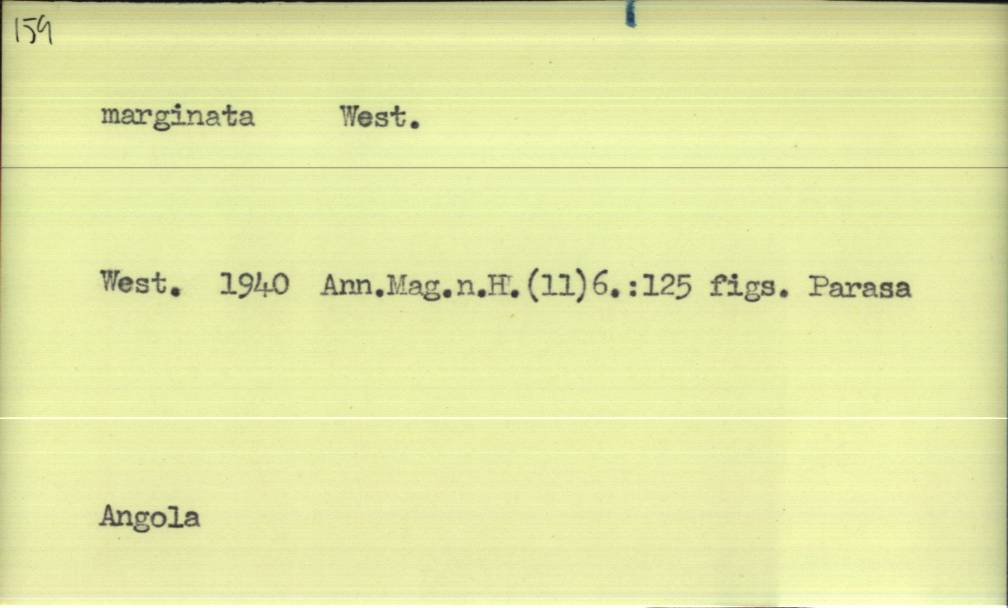 159
marginata West.
West. 1940 Ann.Mag.n.H.(11)6.:125 figs. Parasa
Angola